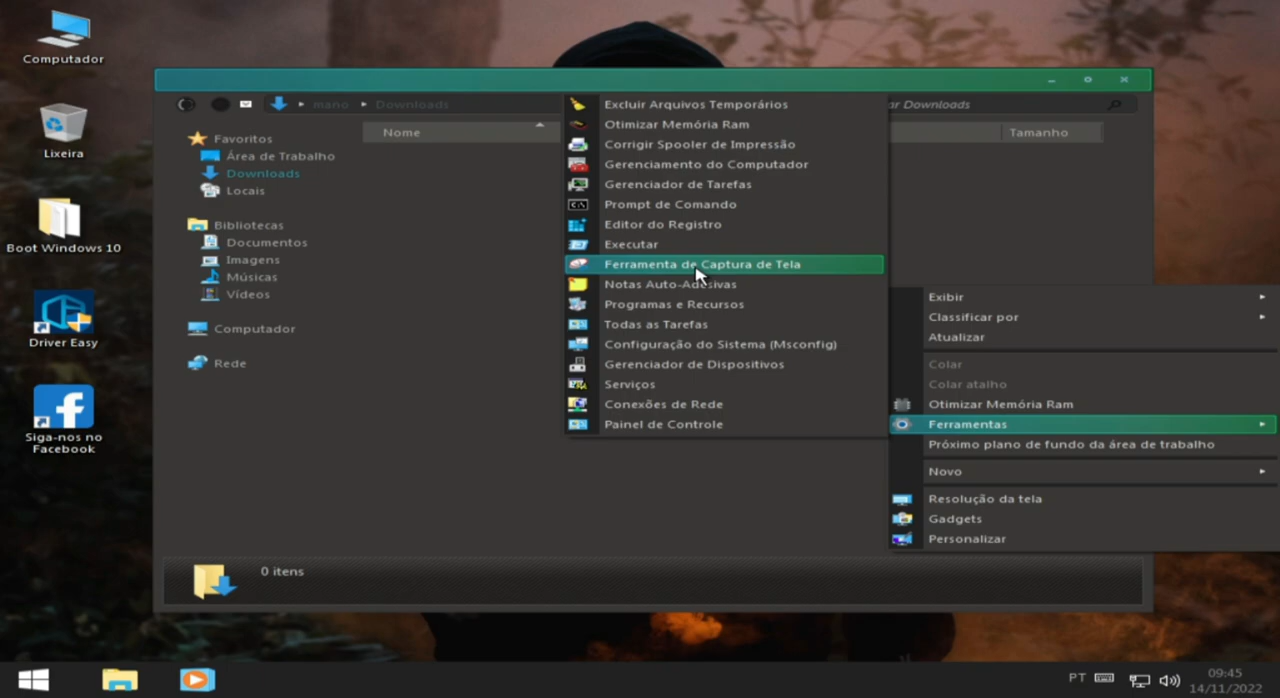 Computador
Lixeira
Boot Windows 10
Driver Easy
Siga-nos no
Facebook
mano
Downloads
ar Downloads
Favoritos
Área de Trabalho
Downloads
Locais
Bibliotecas
Documentos
Imagens
Músicas
Vídeos
Computador
Rede
Nome
Tamanho
Excluir Arquivos Temporários
Otimizar Memória Ram
Corrigir Spooler de Impressão
Gerenciamento do Computador
Gerenciador de Tarefas
Prompt de Comando
Editor do Registro
Executar
Ferramenta de Captura de Tela
Notas Auto-Adesivas
Programas e Recursos
Todas as Tarefas
Configuração do Sistema (Msconfig)
Gerenciador de Dispositivos
Serviços
Conexões de Rede
Painel de Controle
Exibir
Classificar por
Atualizar
Colar
Colar atalho
Otimizar Memória Ram
Ferramentas
Próximo plano de fundo da área de trabalho
Novo
Resolução da tela
Gadgets
Personalizar
0 itens
PT
09:45
14/11/2022